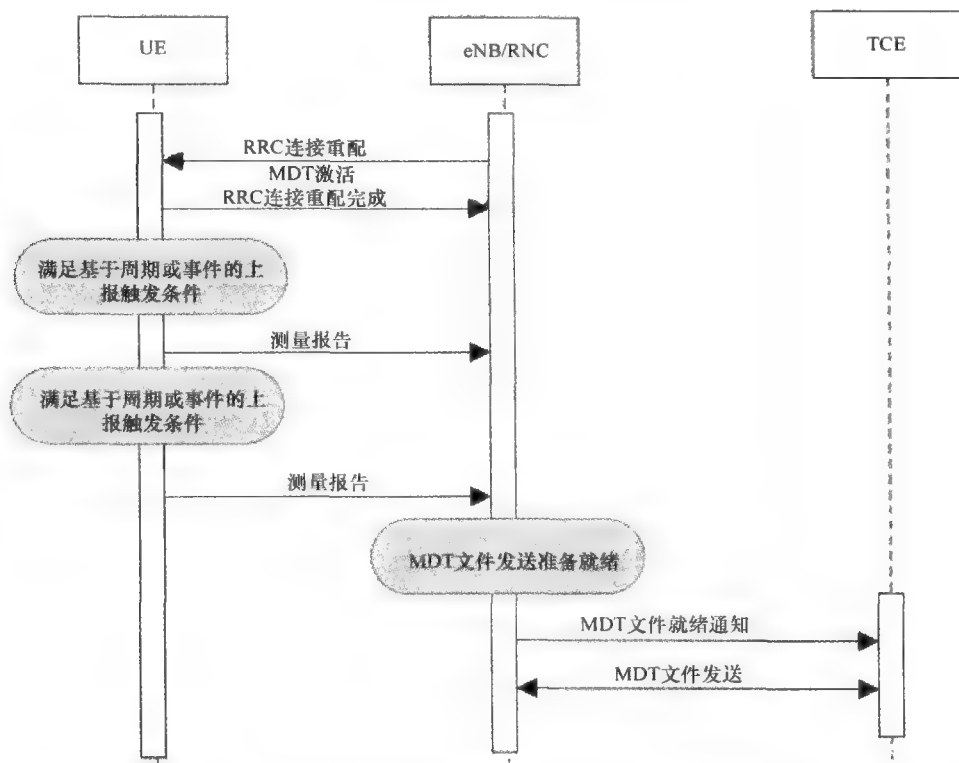 UE
eNB/RNC
TCE
RRC连接重配
MDT激活
RRC连接重配完成
满足基于周期或事件的上
报触发条件
测量报告
满足基于周期或事件的上
报触发条件
测量报告
MDT文件发送准备就绪
MDT文件就绪通知
MDT文件发送